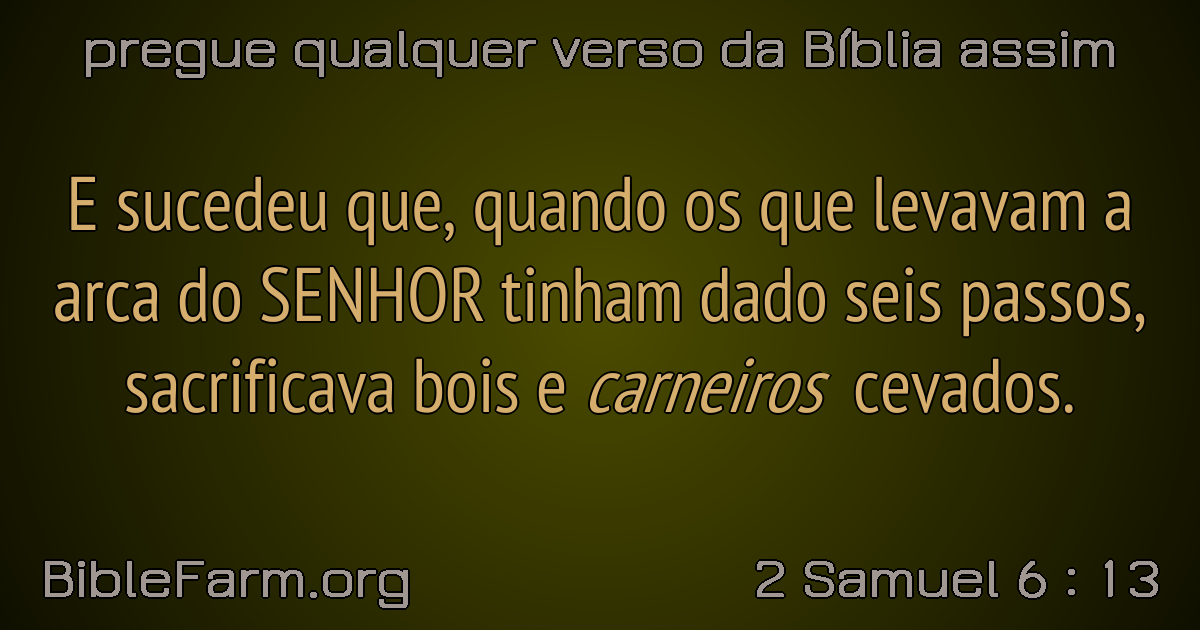 pregue qualquer verso da Bíblia assim
E sucedeu que, quando os que levavam a
arca do SENHOR tinham dado seis passos,
sacrificava bois e carneiros cevados.
BibleFarm.org
2 Samuel 6 : 13